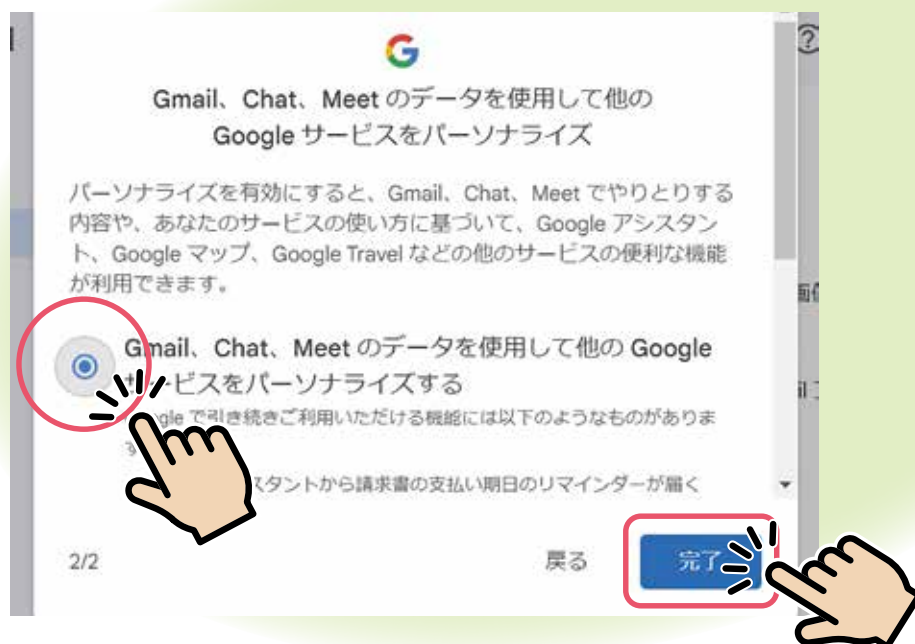 Gmail、Chat、Meet のデータを使用して他の
Google サービスをパーソナライズ
パーソナライズを有効にすると、Gmail、Chat、Meet でやりとりする
内容や、あなたのサービスの使い方に基づいて、Google アシスタン
ト、Google マップ、Google Travel などの他のサービスの便利な機能
が利用できます。
Gmail、Chat、Meet のデータを使用して他の Google
サービスをパーソナライズする
gle で引き続きご利用いただける機能には以下のようなものがありま
す
スタントから請求書の支払い期日のリマインダーが届く
2/2
戻る
完了